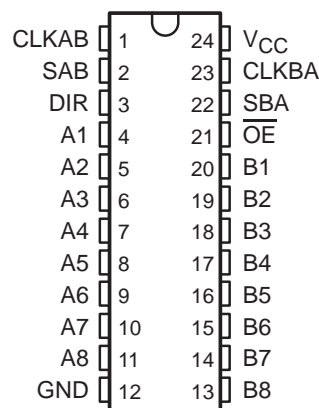 CLKAB 1 24 VCC
SAB 2 23 CLKBA
DIR 3 22 SBA
A1 4 21 O̅E̅
A2 5 20 B1
A3 6 19 B2
A4 7 18 B3
A5 8 17 B4
A6 9 16 B5
A7 10 15 B6
A8 11 14 B7
GND 12 13 B8